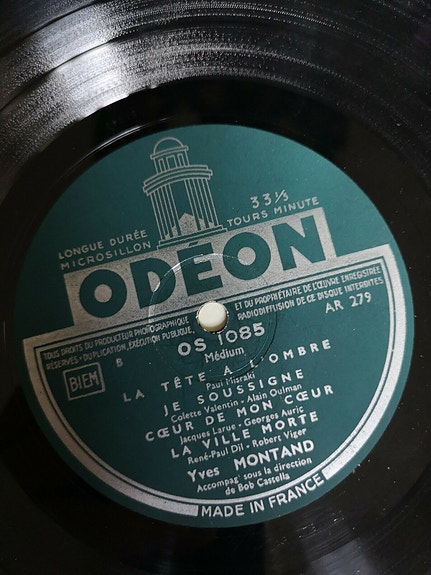 LONGUE DURÉE
MICROSILLON
33 1/3
TOURS MINUTE
ODÉON
TOUS DROITS DU PRODUCTEUR PHONOGRAPHIQUE
ET DU PROPRIÉTAIRE DE L'ŒUVRE ENREGISTRÉE
RÉSERVÉS - DUPLICATION, EXÉCUTION PUBLIQUE,
RADIODIFFUSION DE CE DISQUE INTERDITES
BIEM
B
OS 1085
AR 279
Médium
LA TÊTE A L'OMBRE
Paul Misraki
JE SOUSSIGNE
Colette Valentin - Alain Oulman
CŒUR DE MON CŒUR
Jacques Larue - Georges Auric
LA VILLE MORTE
René-Paul Dil - Robert Viger
Yves MONTAND
Accompagt sous la direction
de Bob Castella
MADE IN FRANCE